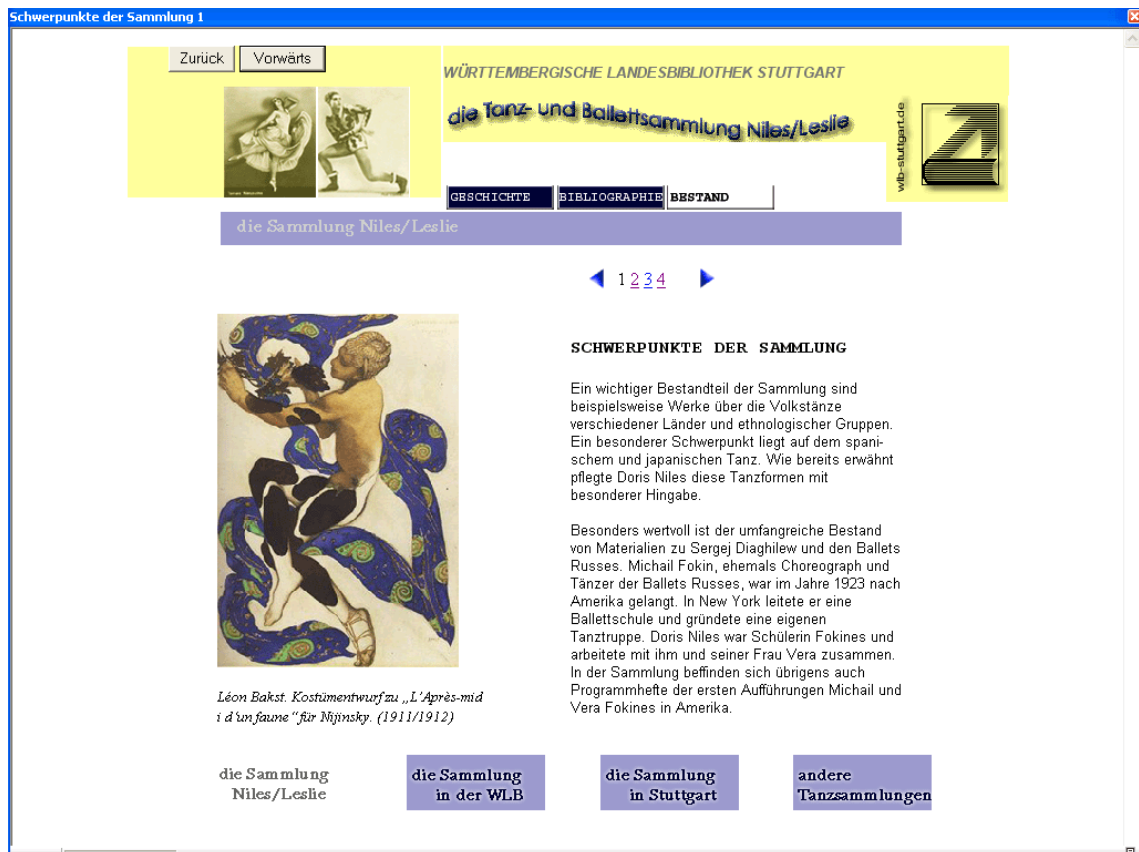 Schwerpunkte der Sammlung 1
Zurück Vorwärts
WÜRTTEMBERGISCHE LANDESBIBLIOTHEK STUTTGART
die Tanz- und Ballettsammlung Niles/Leslie
wlb-stuttgart.de
GESCHICHTE BIBLIOGRAPHIE BESTAND
die Sammlung Niles/Leslie
1 2 3 4
SCHWERPUNKTE DER SAMMLUNG
Ein wichtiger Bestandteil der Sammlung sind
beispielsweise Werke über die Volkstänze
verschiedener Länder und ethnologischer Gruppen.
Ein besonderer Schwerpunkt liegt auf dem spani-
schem und japanischen Tanz. Wie bereits erwähnt
pflegte Doris Niles diese Tanzformen mit
besonderer Hingabe.
Besonders wertvoll ist der umfangreiche Bestand
von Materialien zu Sergej Diaghilew und den Ballets
Russes. Michail Fokin, ehemals Choreograph und
Tänzer der Ballets Russes, war im Jahre 1923 nach
Amerika gelangt. In New York leitete er eine
Ballettschule und gründete eine eigenen
Tanztruppe. Doris Niles war Schülerin Fokines und
arbeitete mit ihm und seiner Frau Vera zusammen.
In der Sammlung beffinden sich übrigens auch
Programmhefte der ersten Aufführungen Michail und
Vera Fokines in Amerika.
Léon Bakst. Kostümentwurf zu „L'Après-mid
i d'un faune“ für Nijinsky. (1911/1912)
die Sammlung
Niles/Leslie
die Sammlung
in der WLB
die Sammlung
in Stuttgart
andere
Tanzsammlungen